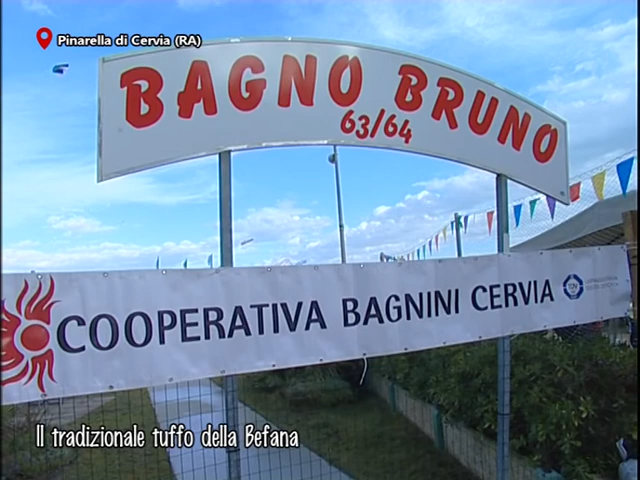 Pinarella di Cervia (RA)
BAGNO BRUNO
63/64
COOPERATIVA BAGNINI CERVIA
Il tradizionale tuffo della Befana